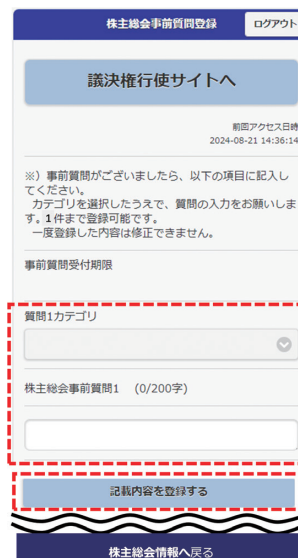 株主総会事前質問登録
ログアウト
議決権行使サイトへ
前回アクセス日時
2024-08-21 14:36:14
※）事前質問がございましたら、以下の項目に記入し
てください。
カテゴリを選択したうえで、質問の入力をお願いしま
す。1件まで登録可能です。
一度登録した内容は修正できません。
事前質問受付期限
質問1カテゴリ
株主総会事前質問1 （0/200字）
記載内容を登録する
株主総会情報へ戻る